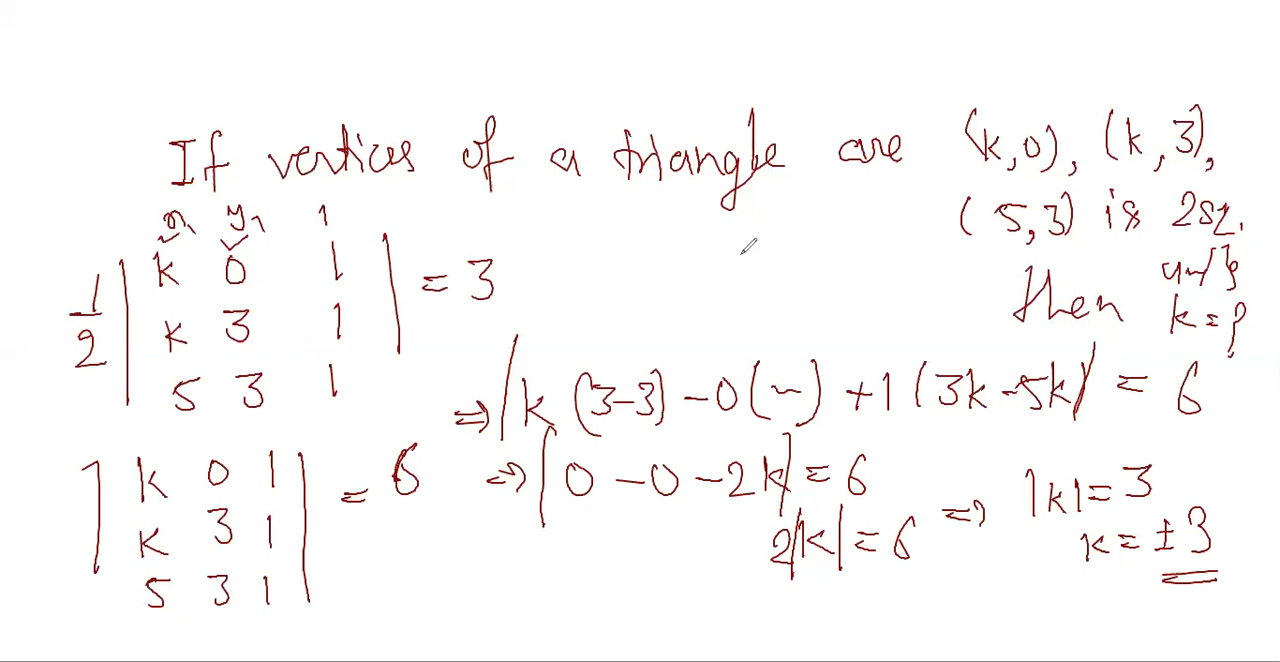 If vertices of a triangle are (k,0), (k,3),
(5,3) is 2sq.
units
then k=?
x₁ y₁ 1
1/2 | k 0 1 | = 3
k 3 1
5 3 1
⇒ |k (3-3) - 0(~) + 1(3k-5k)| = 6
| k 0 1 | = 6
k 3 1
5 3 1
⇒ |0 - 0 - 2k| = 6
2|k| = 6 ⇒ |k| = 3
k = ±3